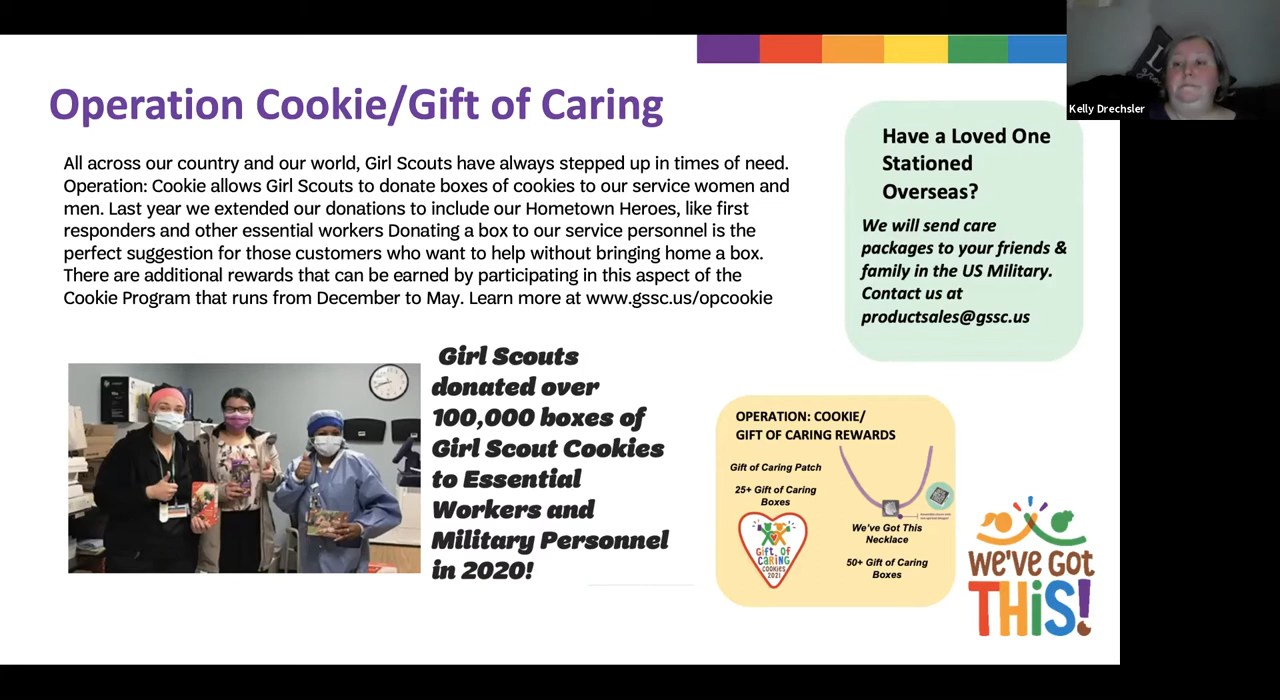 Operation Cookie/Gift of Caring
All across our country and our world, Girl Scouts have always stepped up in times of need.
Operation: Cookie allows Girl Scouts to donate boxes of cookies to our service women and
men. Last year we extended our donations to include our Hometown Heroes, like first
responders and other essential workers Donating a box to our service personnel is the
perfect suggestion for those customers who want to help without bringing home a box.
There are additional rewards that can be earned by participating in this aspect of the
Cookie Program that runs from December to May. Learn more at www.gssc.us/opcookie
Kelly Drechsler
Have a Loved One
Stationed
Overseas?
We will send care
packages to your friends &
family in the US Military.
Contact us at
productsales@gssc.us
Girl Scouts
donated over
100,000 boxes of
Girl Scout Cookies
to Essential
Workers and
Military Personnel
in 2020!
OPERATION: COOKIE/
GIFT OF CARING REWARDS
Gift of Caring Patch
25+ Gift of Caring
Boxes
GiFT OF
CARiNG
COOKiES
2021
We've Got This
Necklace
50+ Gift of Caring
Boxes
WE'VE GOT
THiS!